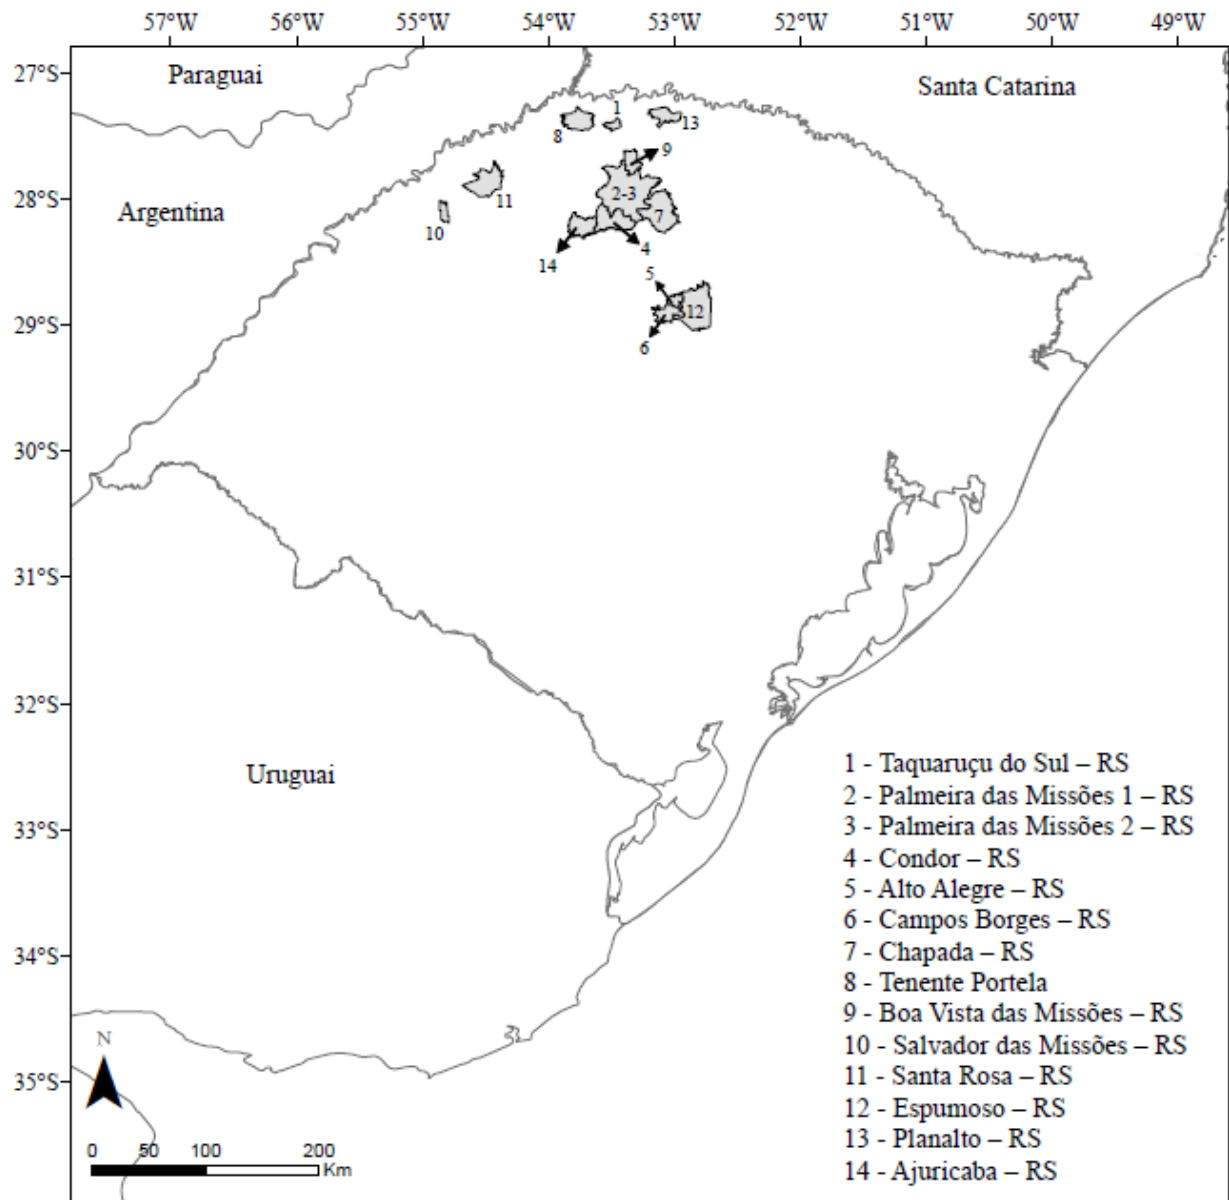 57°W 56°W 55°W 54°W 53°W 52°W 51°W 50°W 49°W
27°S
Paraguai
Santa Catarina
1
8
13
9
28°S
2-3
11
7
Argentina
10
4
14
5
12
29°S
6
30°S
31°S
32°S
Uruguai
33°S
34°S
35°S
1 - Taquaruçu do Sul – RS
2 - Palmeira das Missões 1 – RS
3 - Palmeira das Missões 2 – RS
4 - Condor – RS
5 - Alto Alegre – RS
6 - Campos Borges – RS
7 - Chapada – RS
8 - Tenente Portela
9 - Boa Vista das Missões – RS
10 - Salvador das Missões – RS
11 - Santa Rosa – RS
12 - Espumoso – RS
13 - Planalto – RS
14 - Ajuricaba – RS
N
0 50 100 200
Km